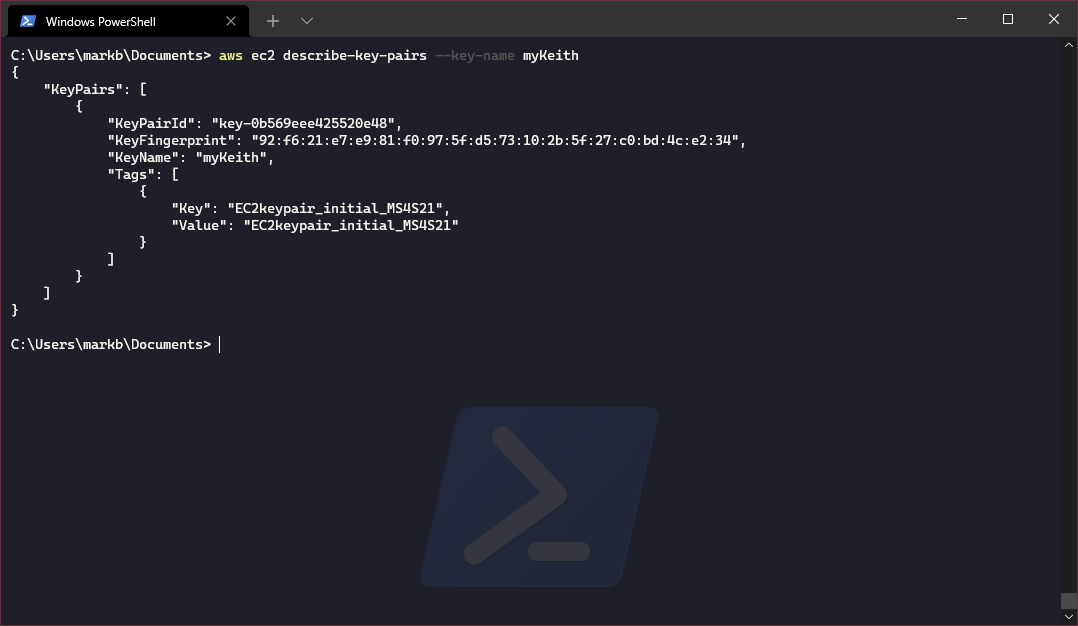 Windows PowerShell
C:\Users\markb\Documents> aws ec2 describe-key-pairs --key-name myKeith
{
    "KeyPairs": [
        {
            "KeyPairId": "key-0b569eee425520e48",
            "KeyFingerprint": "92:f6:21:e7:e9:81:f0:97:5f:d5:73:10:2b:5f:27:c0:bd:4c:e2:34",
            "KeyName": "myKeith",
            "Tags": [
                {
                    "Key": "EC2keypair_initial_MS4S21",
                    "Value": "EC2keypair_initial_MS4S21"
                }
            ]
        }
    ]
}
C:\Users\markb\Documents>